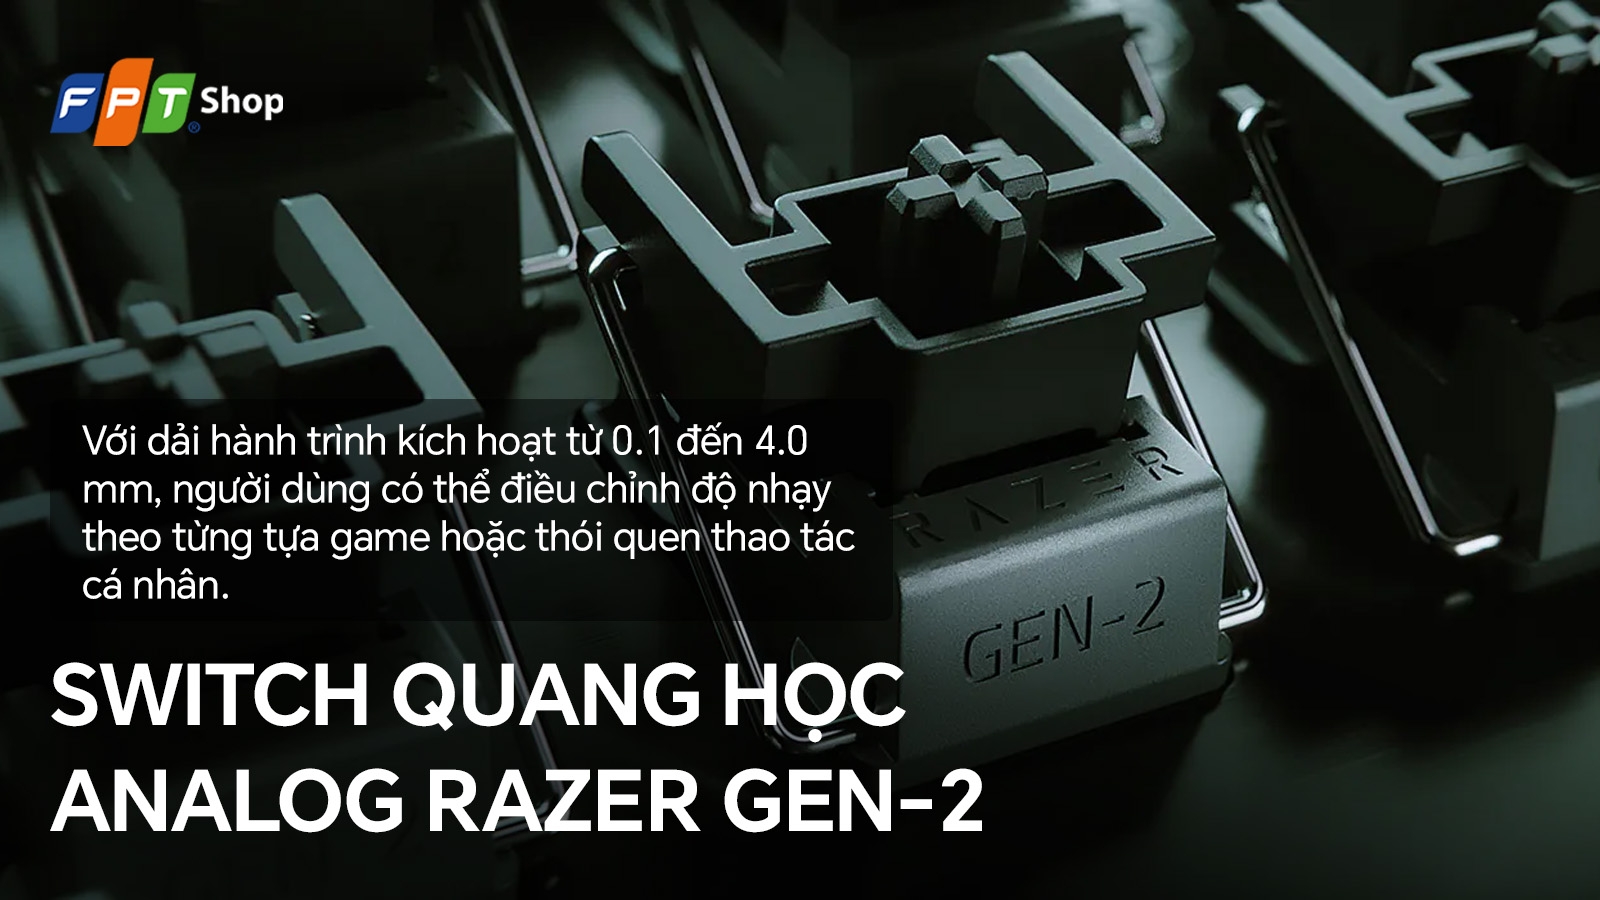 FPT Shop
RAZER
GEN-2
Với dải hành trình kích hoạt từ 0.1 đến 4.0
mm, người dùng có thể điều chỉnh độ nhạy
theo từng tựa game hoặc thói quen thao tác
cá nhân.
SWITCH QUANG HỌC
ANALOG RAZER GEN-2